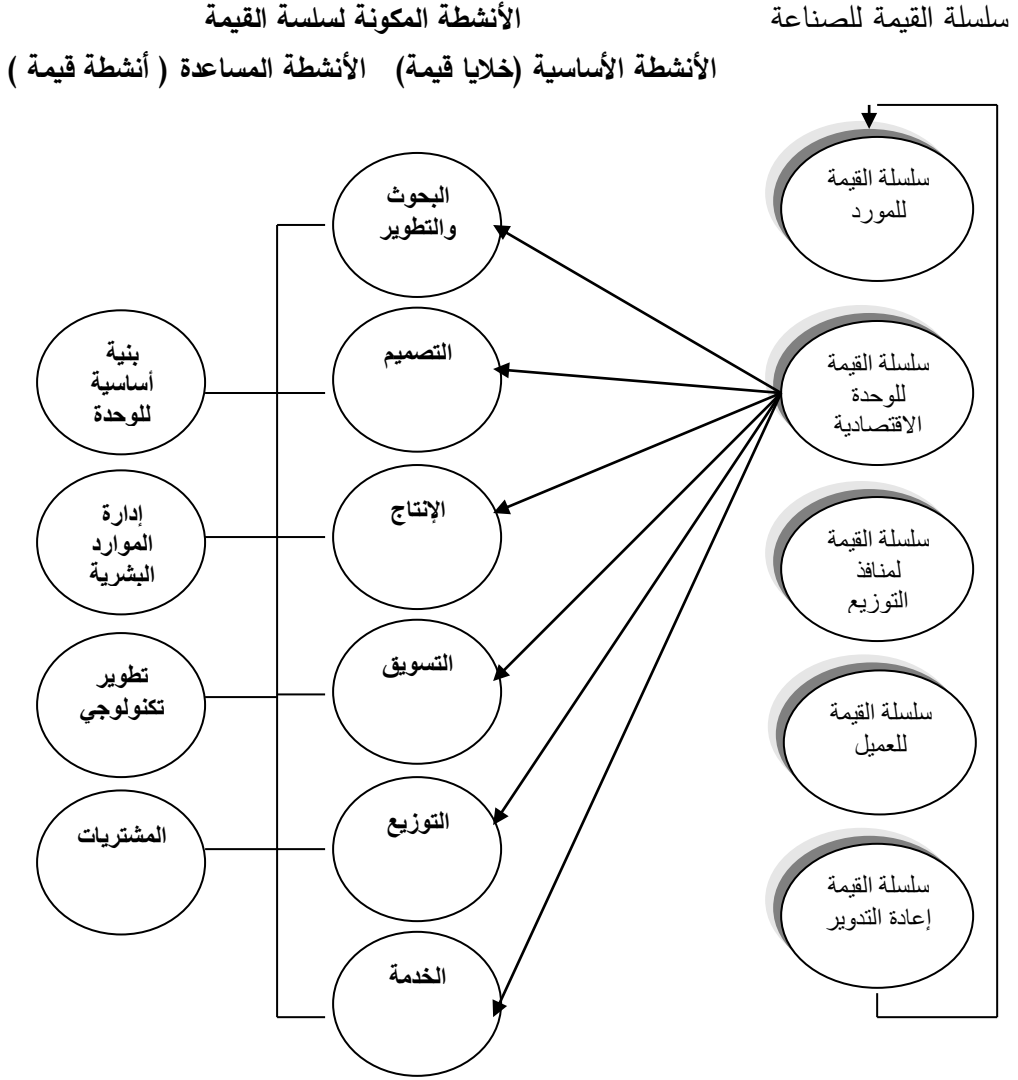 سلسلة القيمة للصناعة
الأنشطة المكونة لسلسة القيمة
الأنشطة الأساسية (خلايا قيمة) الأنشطة المساعدة ( أنشطة قيمة )
سلسلة القيمة
للمورد
سلسلة القيمة
للوحدة
الاقتصادية
سلسلة القيمة
لمنافذ
التوزيع
سلسلة القيمة
للعميل
سلسلة القيمة
إعادة التدوير
البحوث
والتطوير
التصميم
الإنتاج
التسويق
التوزيع
الخدمة
بنية
أساسية
للوحدة
إدارة
الموارد
البشرية
تطوير
تكنولوجي
المشتريات